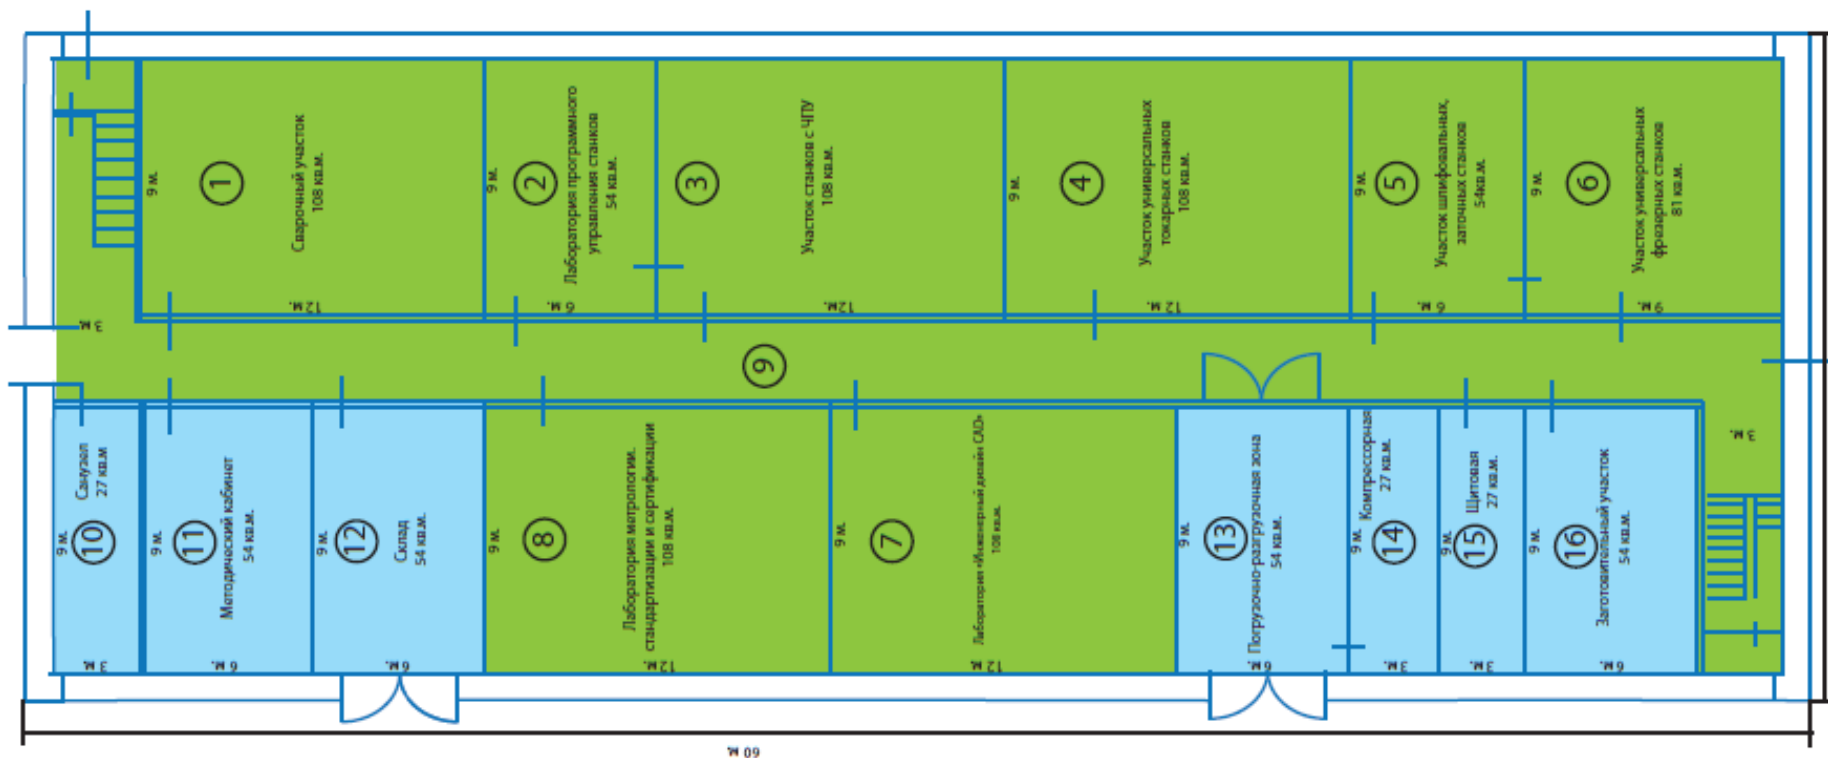 9 м.
1
Сварочный участок
108 кв.м.
12 м.
9 м.
2
Лаборатория программного
управления станков
54 кв.м.
6 м.
3
Участок станков с ЧПУ
108 кв.м.
12 м.
9 м.
4
Участок универсальных
токарных станков
108 кв.м.
12 м.
9 м.
5
Участок шлифовальных,
заточных станков
54кв.м.
6 м.
9 м.
6
Участок универсальных
фрезерных станков
81 кв.м.
9 м.
3 м.
9
3 м.
Санузел
27 кв.м
9 м.
10
3 м.
9 м.
11
Методический кабинет
54 кв.м.
6 м.
9 м.
12
Склад
54 кв.м.
6 м.
9 м.
8
Лаборатория метрологии.
стандартизации и сертификации
108 кв.м.
12 м.
9 м.
7
Лаборатория «Инженерный дизайн CAD»
108 кв.м.
12 м.
9 м.
13
Погрузочно-разгрузочная зона
54 кв.м.
6 м.
9 м.
14
Компрессорная
27 кв.м.
3 м.
9 м.
15
Щитовая
27 кв.м.
3 м.
9 м.
16
Заготовительный участок
54 кв.м.
6 м.
60 м.